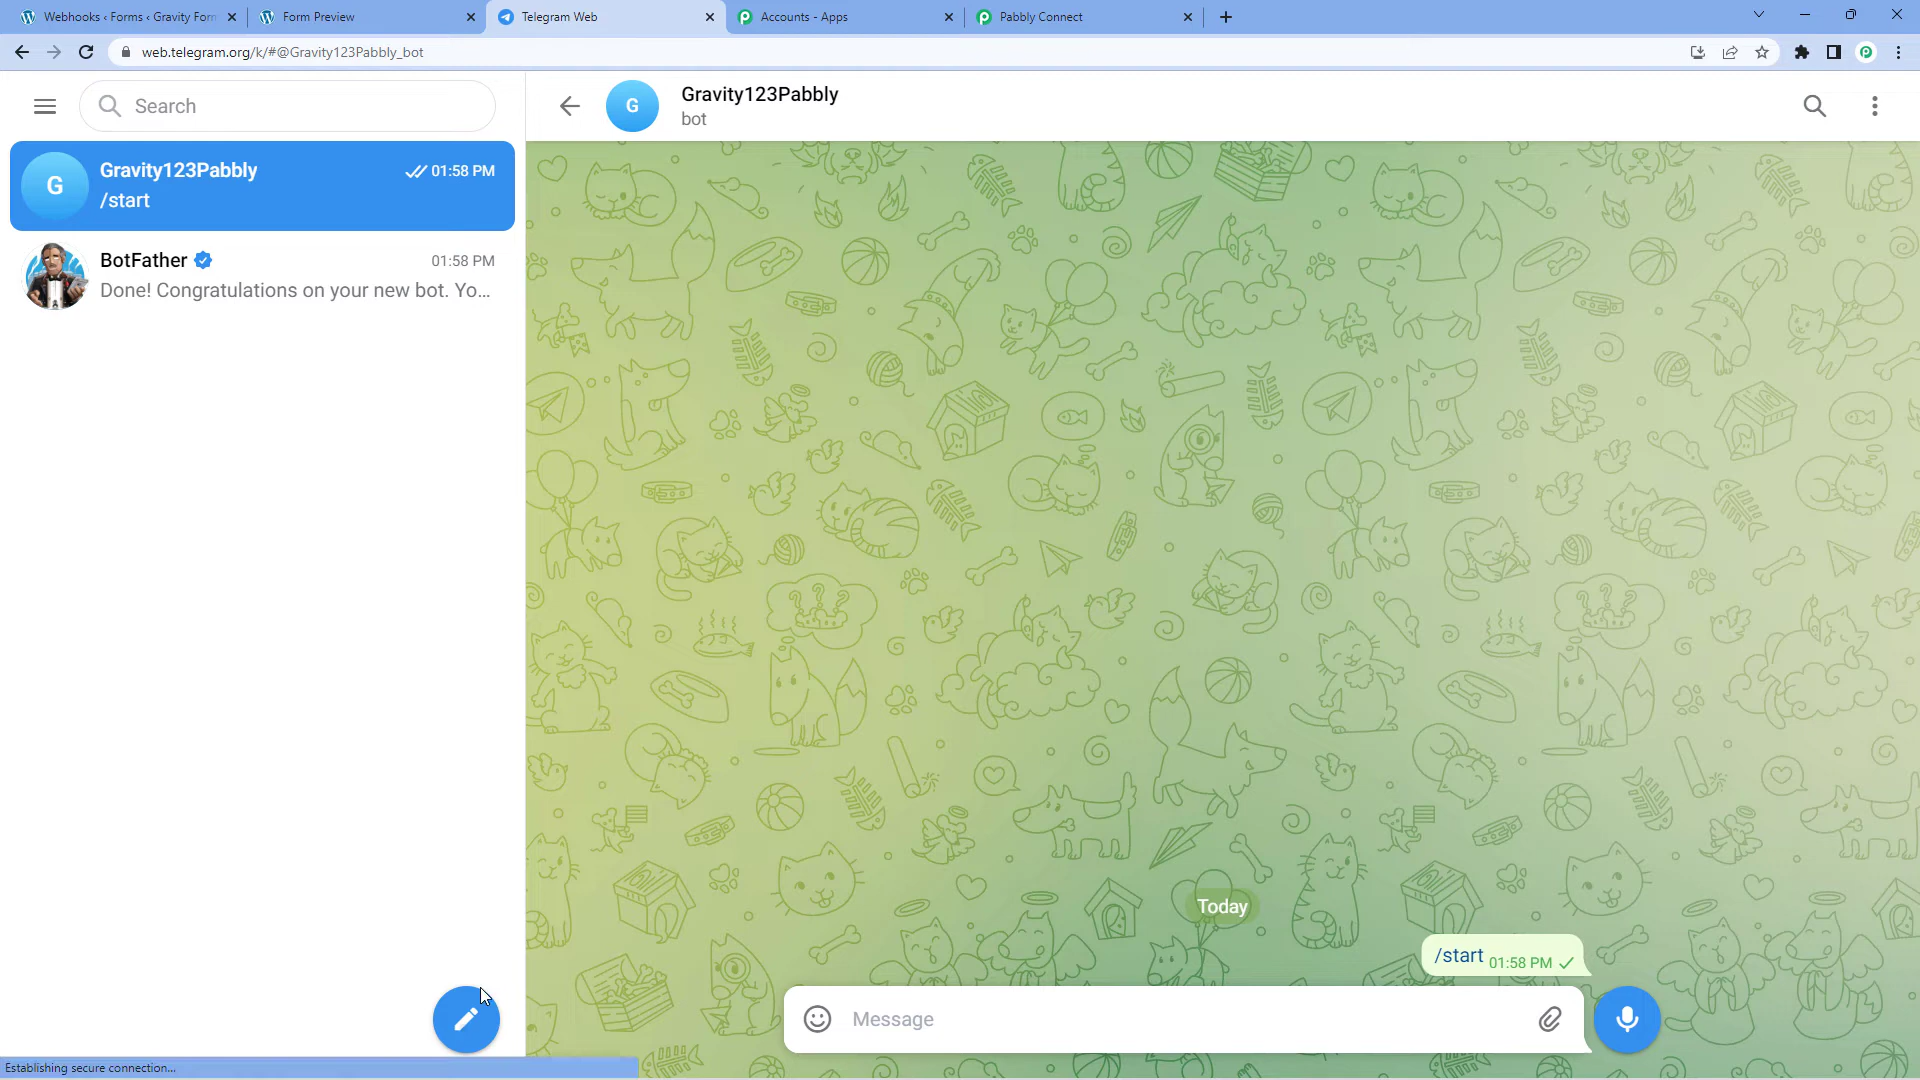 Webhooks ‹ Forms ‹ Gravity Forn
Form Preview
Telegram Web
Accounts - Apps
Pabbly Connect
web.telegram.org/k/#@Gravity123Pabbly_bot
Search
G
Gravity123Pabbly
bot
G
Gravity123Pabbly
01:58 PM
/start
BotFather
01:58 PM
Done! Congratulations on your new bot. Yo...
Today
/start 01:58 PM
Message
Establishing secure connection...